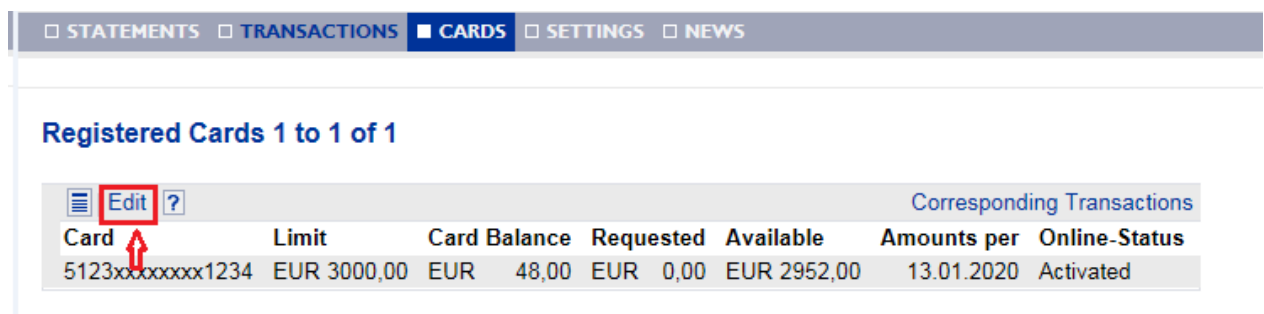 STATEMENTS TRANSACTIONS CARDS SETTINGS NEWS
Registered Cards 1 to 1 of 1
Edit ? Corresponding Transactions
Card Limit Card Balance Requested Available Amounts per Online-Status
5123xxxxxxxx1234 EUR 3000,00 EUR 48,00 EUR 0,00 EUR 2952,00 13.01.2020 Activated